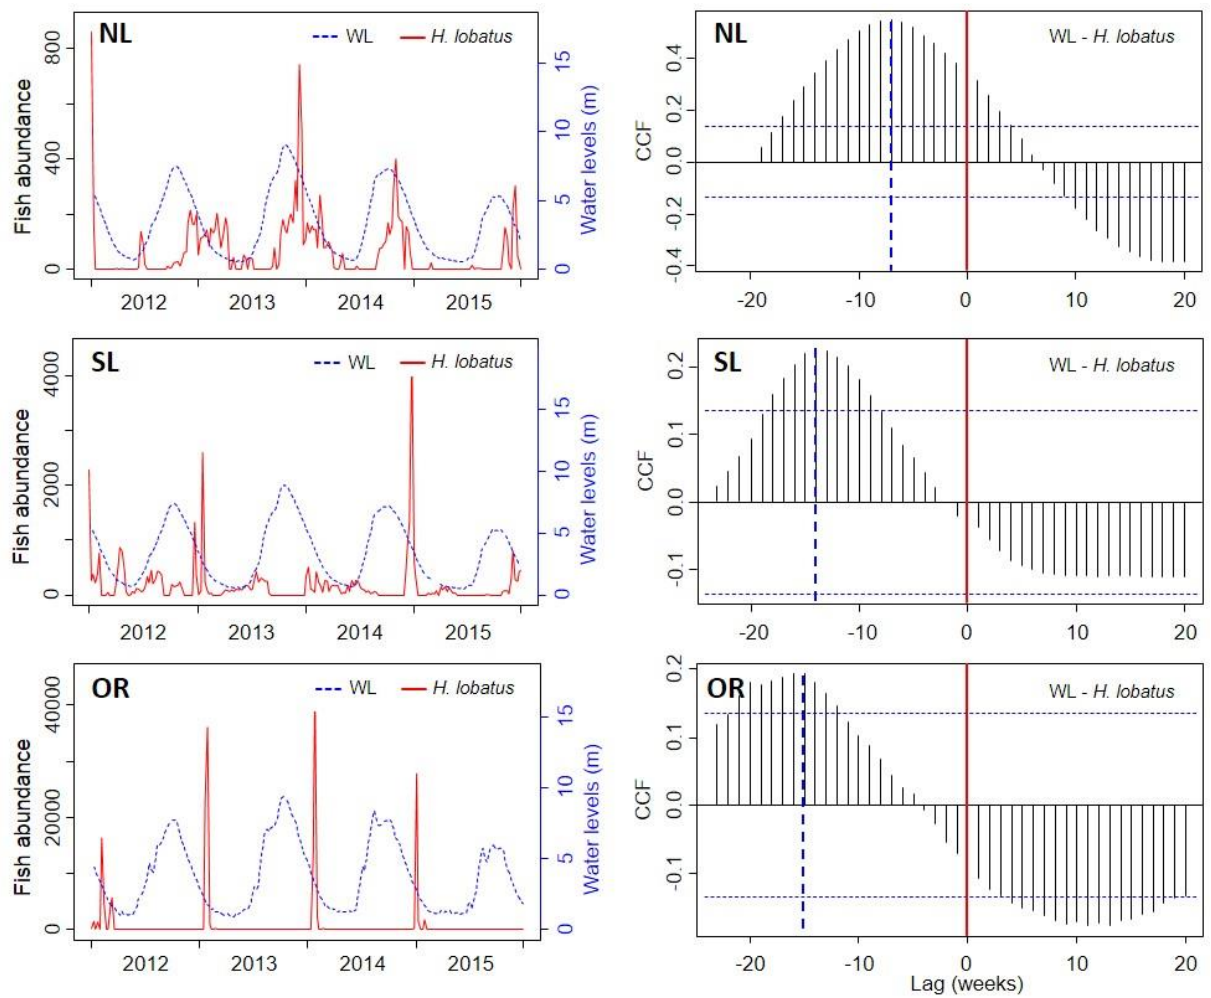 NL WL H. lobatus
Fish abundance
0 400 800
Water levels (m)
0 5 10 15
2012 2013 2014 2015
NL WL - H. lobatus
CCF
-0.4 -0.2 0.0 0.2 0.4
-20 -10 0 10 20
SL WL H. lobatus
Fish abundance
0 2000 4000
Water levels (m)
0 5 10 15
2012 2013 2014 2015
SL WL - H. lobatus
CCF
-0.1 0.0 0.1 0.2
-20 -10 0 10 20
OR WL H. lobatus
Fish abundance
0 20000 40000
Water levels (m)
0 5 10 15
2012 2013 2014 2015
OR WL - H. lobatus
CCF
-0.1 0.0 0.1 0.2
-20 -10 0 10 20
Lag (weeks)